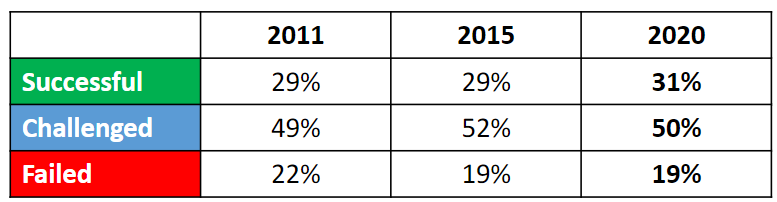 2011 2015 2020
Successful 29% 29% 31%
Challenged 49% 52% 50%
Failed 22% 19% 19%